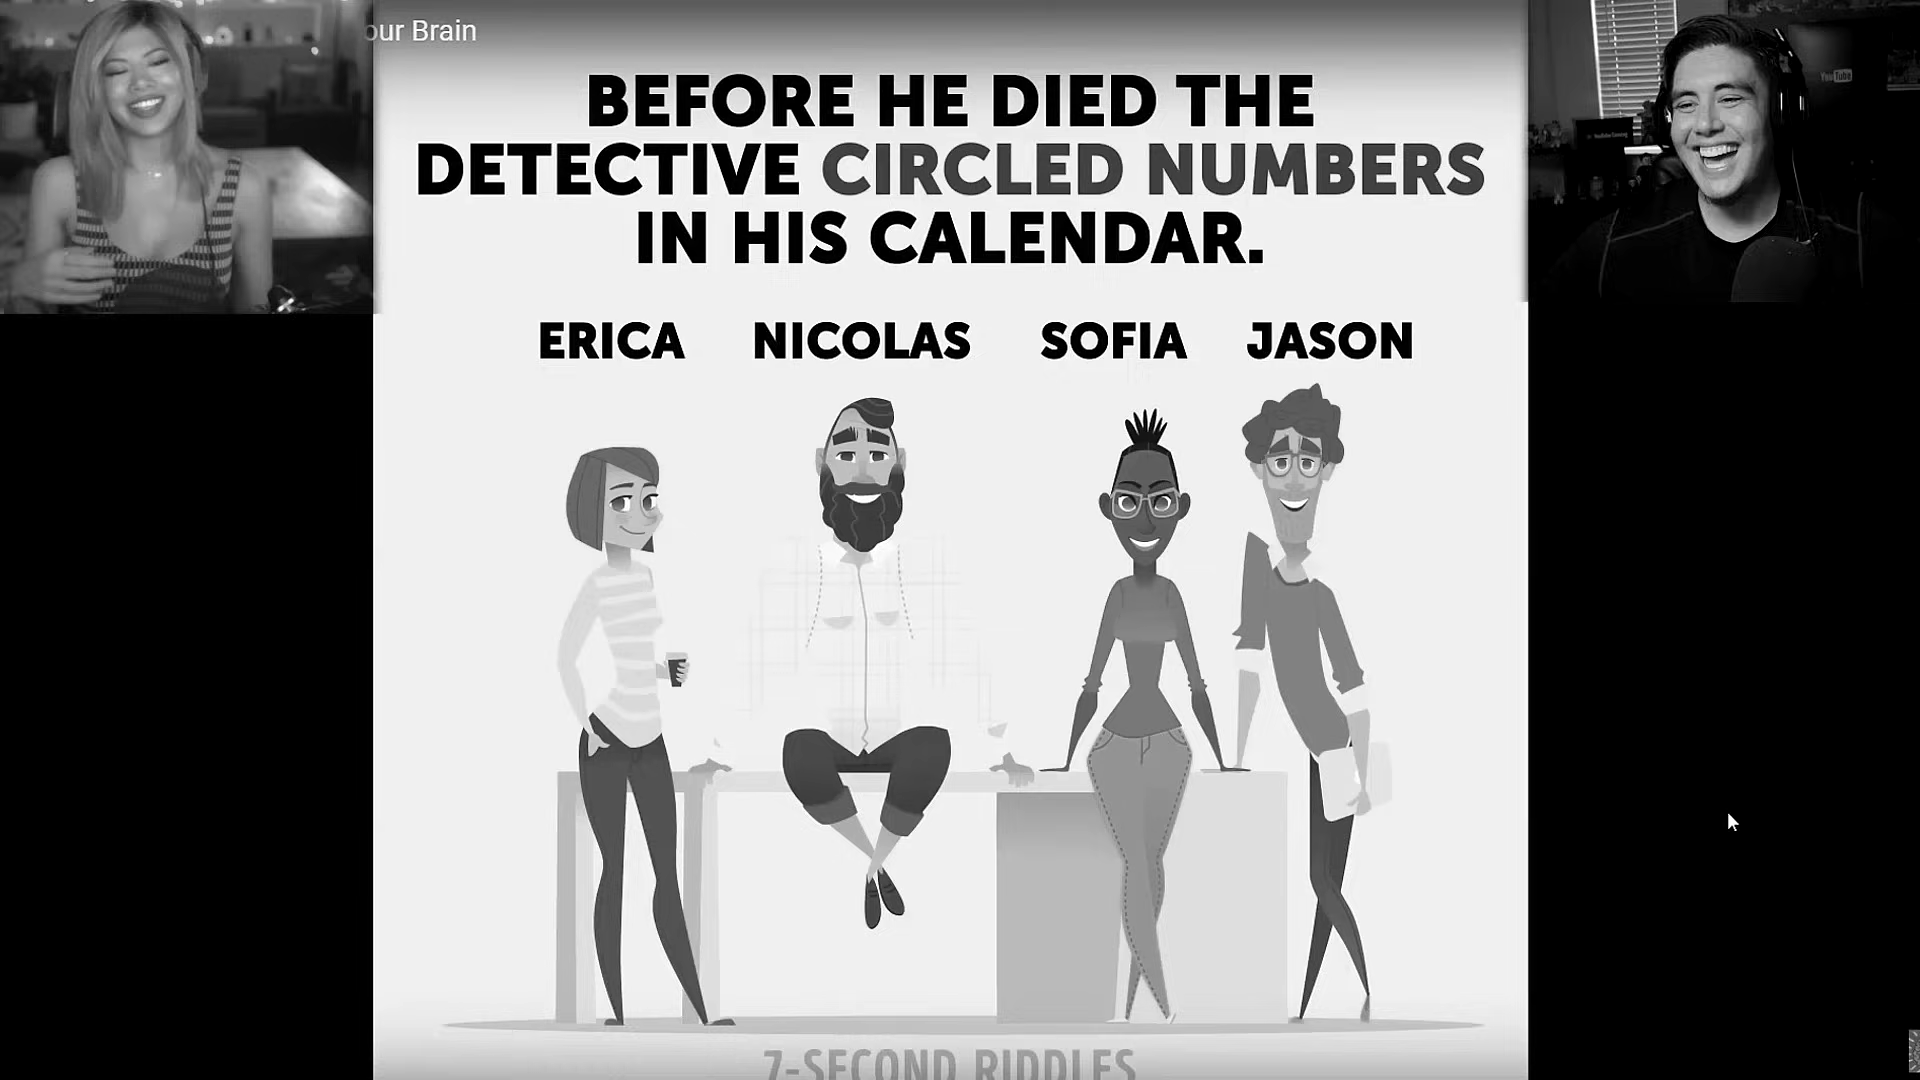 our Brain
BEFORE HE DIED THE
DETECTIVE CIRCLED NUMBERS
IN HIS CALENDAR.
ERICA NICOLAS SOFIA JASON
YouTube
7-SECOND RIDDLES